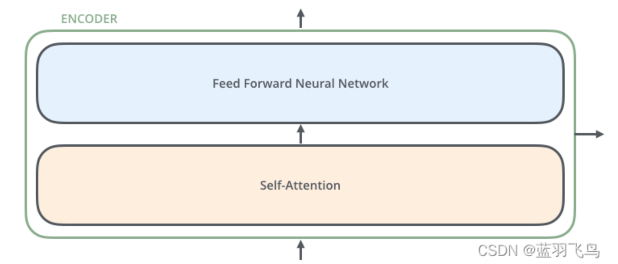 ENCODER
Feed Forward Neural Network
Self-Attention
CSDN @蓝羽飞鸟